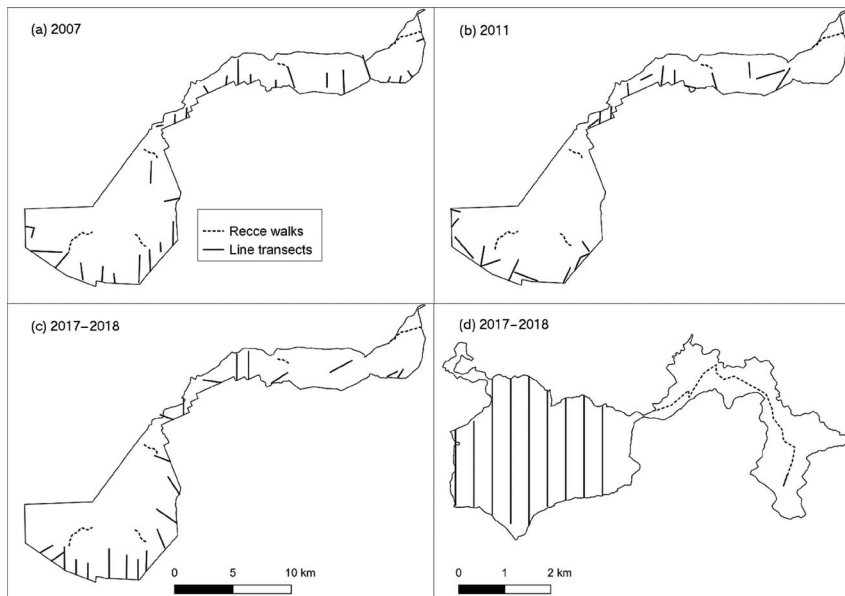 (a) 2007
(b) 2011
Recce walks
Line transects
(c) 2017–2018
(d) 2017–2018
0 5 10 km
0 1 2 km